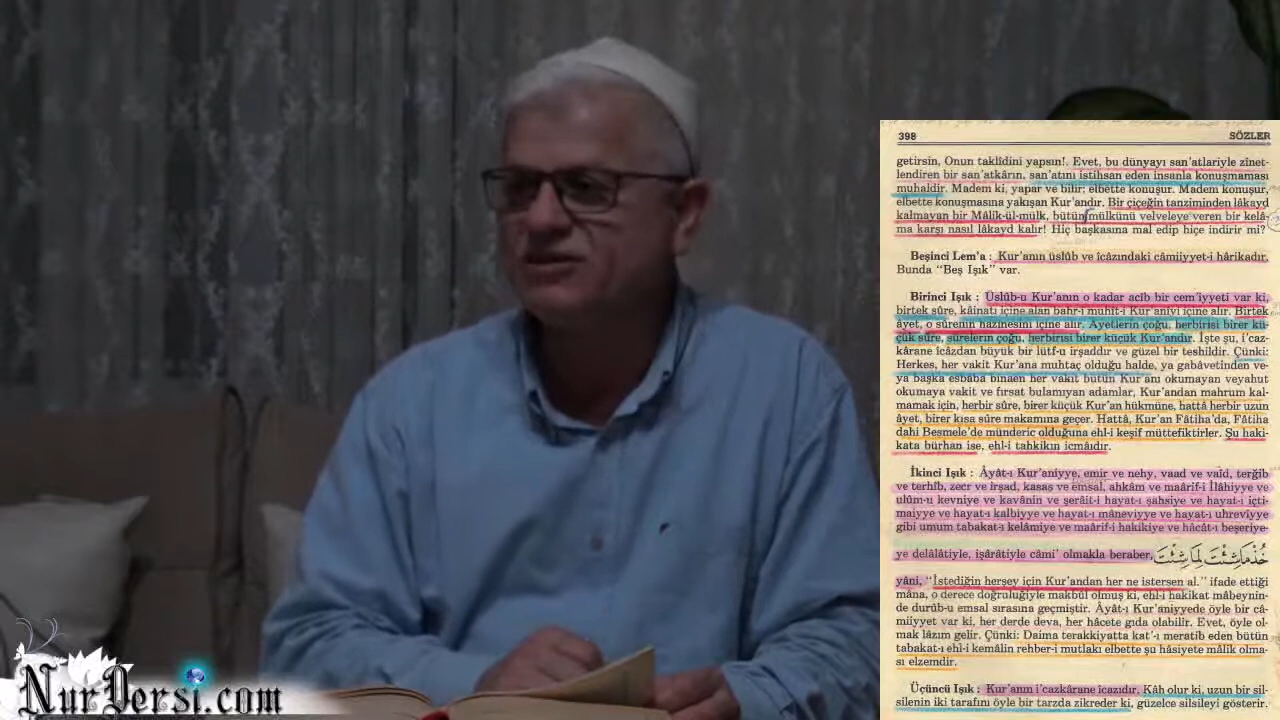 398 SÖZLER
getirsin, Onun taklîdini yapsın!. Evet, bu dünyayı san'atlariyle zînet-
lendiren bir san'atkârın, san'atını istihsan eden insanla konuşmaması
muhaldir. Madem ki, yapar ve bilir; elbette konuşur. Madem konuşur,
elbette konuşmasına yakışan Kur'andır. Bir çiçeğin tanziminden lâkayd
kalmayan bir Mâlik-ül-mülk, bütün mülkünü velveleye veren bir kelâ-
ma karşı nasıl lâkayd kalır! Hiç başkasına mal edip hiçe indirir mi?
Beşinci Lem'a : Kur'anın üslûb ve îcâzındaki câmiiyyet-i hârikadır.
Bunda "Beş Işık" var.
Birinci Işık : Üslûb-u Kur'anın o kadar acîb bir cem'iyyeti var ki,
birtek sûre, kâinatı içine alan bahr-i muhit-i Kur'anîyi içine alır. Birtek
âyet, o sûrenin hazinesini içine alır. Âyetlerin çoğu, herbirisi birer kü-
çük sûre, sûrelerin çoğu, herbirisi birer küçük Kur'andır. İşte şu, i'caz-
kârane îcâzdan büyük bir lûtf-u irşaddır ve güzel bir teshildir. Çünki:
Herkes, her vakit Kur'ana muhtaç olduğu halde, ya gabâvetinden ve-
ya başka esbâba binâen her vakit bütün Kur'anı okumayan veyahut
okumaya vakit ve fırsat bulamıyan adamlar, Kur'andan mahrum kal-
mamak için, herbir sûre, birer küçük Kur'an hükmüne, hattâ herbir uzun
âyet, birer kısa sûre makamına geçer. Hattâ, Kur'an Fâtiha'da, Fâtiha
dahi Besmele'de münderic olduğuna ehl-i keşif müttefiktirler. Şu haki-
kata bürhan ise, ehl-i tahkikin icmâıdır.
İkinci Işık : Âyât-ı Kur'aniyye, emir ve nehy, vaad ve vaîd, terğîb
ve terhîb, zecr ve irşad, kasas ve emsal, ahkâm ve maârif-i İlâhiyye ve
ulûm-u kevniye ve kavânin ve şerâit-i hayat-ı şahsiye ve hayat-ı içti-
maiyye ve hayat-ı kalbiyye ve hayat-ı mâneviyye ve hayat-ı uhreviyye
gibi umum tabakat-ı kelâmiye ve maârif-i hakikiye ve hâcât-ı beşeriye-
ye delâlâtiyle, işârâtiyle câmi' olmakla beraber, خُذْ مَا شِئْتَ لِمَا شِئْتَ
yâni, "İstediğin herşey için Kur'andan her ne istersen al." ifade ettiği
mâna, o derece doğruluğiyle makbûl olmuş ki, ehl-i hakikat mâbeynin-
de durûb-u emsal sırasına geçmiştir. Âyât-ı Kur'aniyyede öyle bir câ-
miiyyet var ki, her derde deva, her hâcete gıda olabilir. Evet, öyle ol-
mak lâzım gelir. Çünki: Daima terakkiyatta kat'-ı meratib eden bütün
tabakat-ı ehl-i kemâlin rehber-i mutlakı elbette şu hâsiyete mâlik olma-
sı elzemdir.
Üçüncü Işık : Kur'anın i'cazkârane îcazıdır. Kâh olur ki, uzun bir sil-
silenin iki tarafını öyle bir tarzda zikreder ki, güzelce silsileyi gösterir.
NurDersi.com